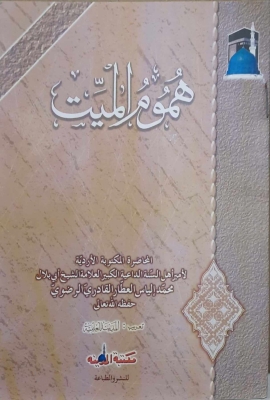 هُمُومُ المَيِّت
المحاضرة المكتوبة الأردية
لأمير أهل السنة الداعية الكبير العلامة الشيخ أبي بلال
محمد إلياس العطار القادري الرضوي
حفظه الله تعالى
تعريب:
مكتبة المدينة
للنشر والطباعة